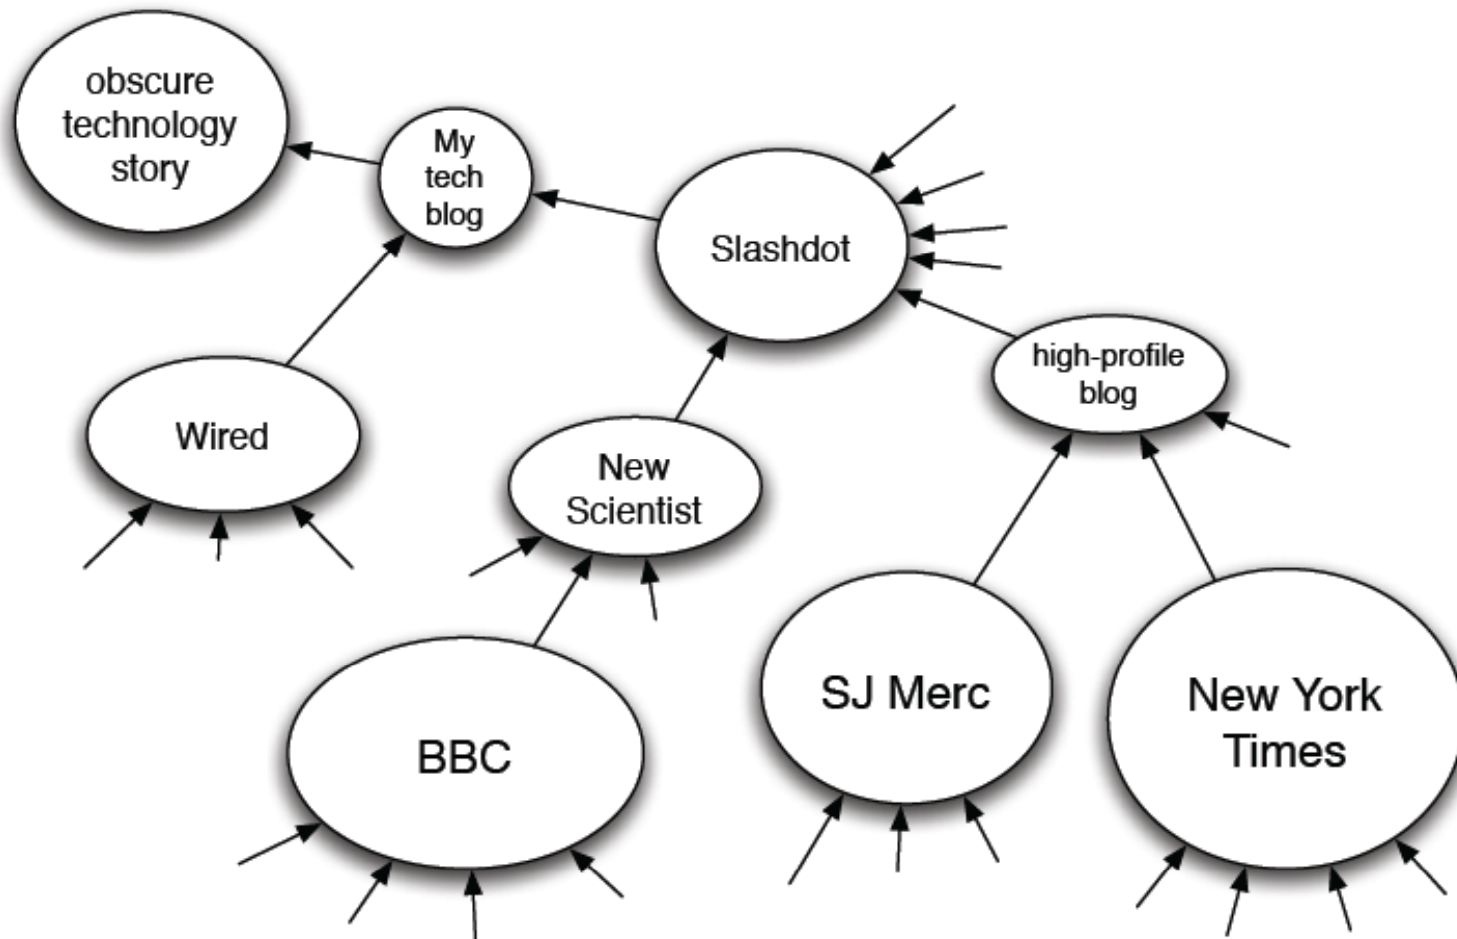 obscure
technology
story
My
tech
blog
Slashdot
high-profile
blog
Wired
New
Scientist
BBC
SJ Merc
New York
Times